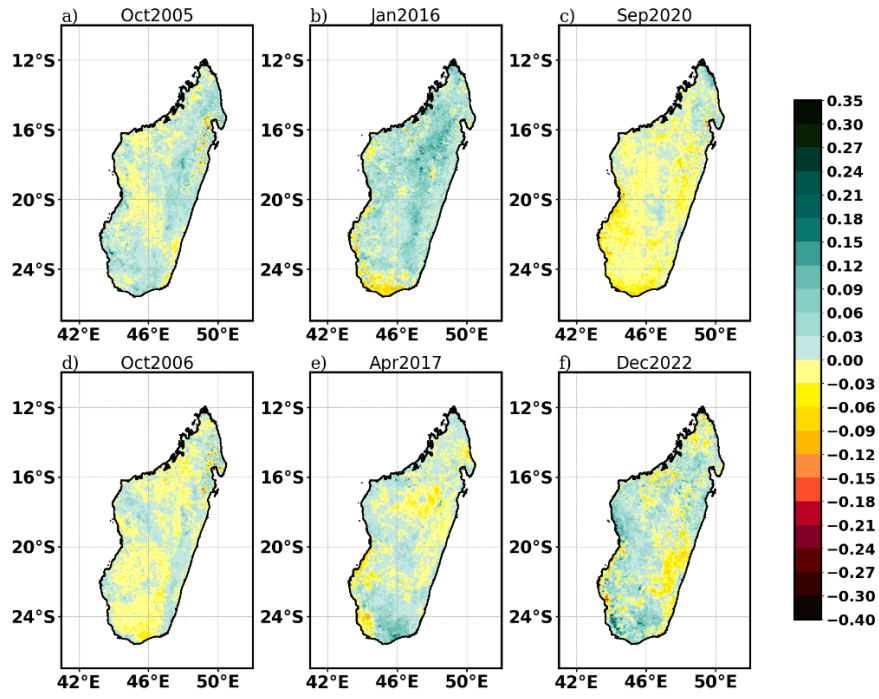 a) Oct2005
b) Jan2016
c) Sep2020
12°S
16°S
20°S
24°S
42°E 46°E 50°E
12°S
16°S
20°S
24°S
42°E 46°E 50°E
12°S
16°S
20°S
24°S
42°E 46°E 50°E
d) Oct2006
e) Apr2017
f) Dec2022
12°S
16°S
20°S
24°S
42°E 46°E 50°E
12°S
16°S
20°S
24°S
42°E 46°E 50°E
12°S
16°S
20°S
24°S
42°E 46°E 50°E
0.35
0.30
0.27
0.24
0.21
0.18
0.15
0.12
0.09
0.06
0.03
0.00
−0.03
−0.06
−0.09
−0.12
−0.15
−0.18
−0.21
−0.24
−0.27
−0.30
−0.40